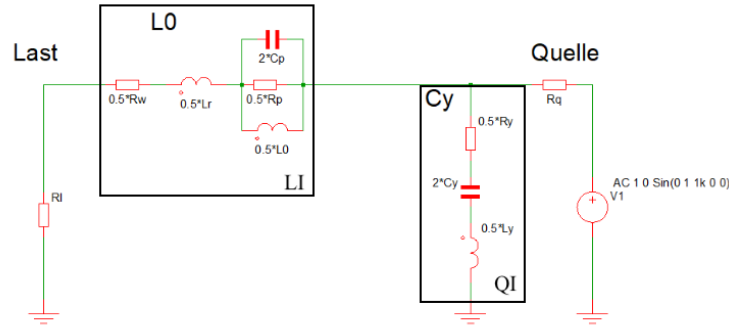 L0
Last
Quelle
2*Cp
0.5*Rw
0.5*Lr
0.5*Rp
Rq
Cy
0.5*Ry
0.5*L0
LI
2*Cy
AC 1 0 Sin(0 1 1k 0 0)
V1
Rl
0.5*Ly
QI